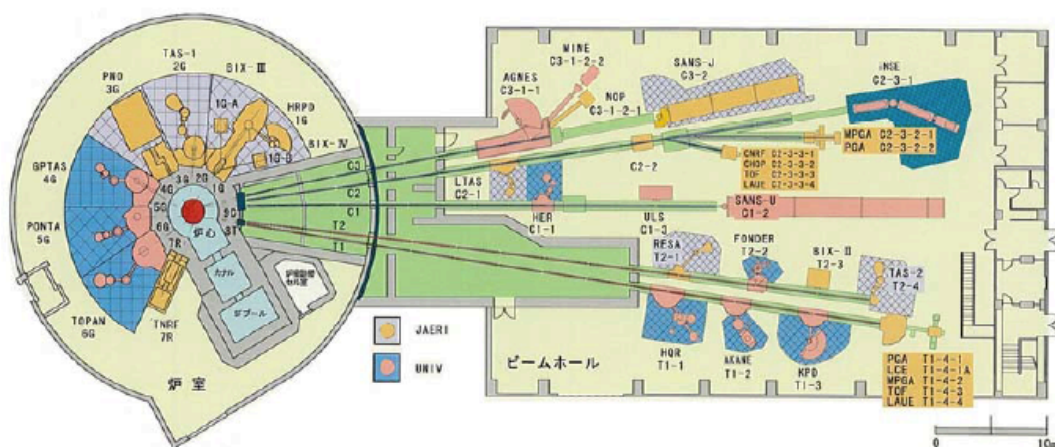 TAS-1
2G
BIX-III
PNO
3G
1G-A
HRPD
1G
1G-B
BIX-IV
GPTAS
4G
PONTA
5G
TOPAN
6G
TNRF
7R
3G
2G
1G
4G
5G
6G
7R
9C
8T
炉心
カナル
炉プール
炉室
C3
C2
C1
T2
T1
MINE
C3-1-2-2
AGNES
C3-1-1
NOP
C3-1-2-1
SANS-J
C3-2
iNSE
C2-3-1
MPGA C2-3-2-1
PGA C2-3-2-2
CNRF C2-3-3-1
CHOP C2-3-3-2
TOF C2-3-3-3
LAUE C2-3-3-4
C2-2
LTAS
C2-1
HER
C1-1
ULS
C1-3
SANS-U
C1-2
RESA
T2-1
FONDER
T2-2
BIX-II
T2-3
TAS-2
T2-4
HQR
T1-1
AKANE
T1-2
KPD
T1-3
PGA T1-4-1
LCE T1-4-1A
MPGA T1-4-2
TOF T1-4-3
LAUE T1-4-4
JAERI
UNIV
ビームホール
0 10m